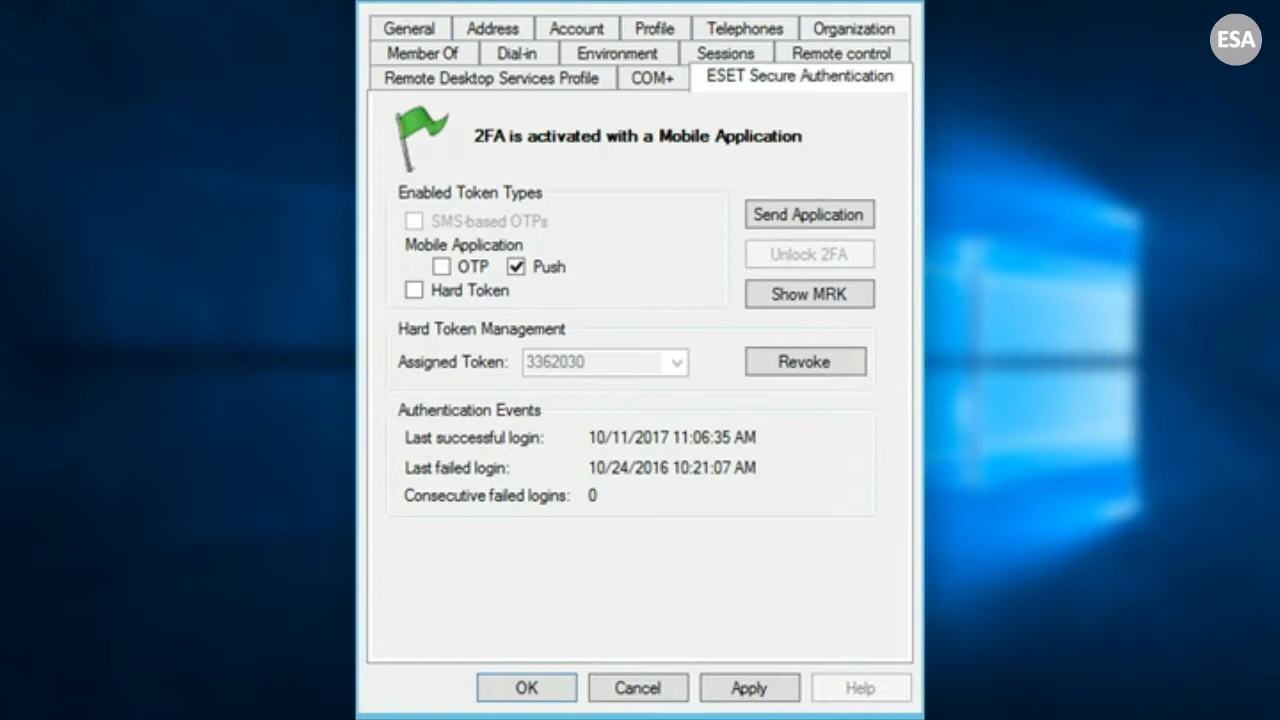 ESA
General Address Account Profile Telephones Organization
Member Of Dial-in Environment Sessions Remote control
Remote Desktop Services Profile COM+ ESET Secure Authentication
2FA is activated with a Mobile Application
Enabled Token Types
SMS-based OTPs
Send Application
Mobile Application
Unlock 2FA
OTP Push
Hard Token
Show MRK
Hard Token Management
Assigned Token: 3362030 Revoke
Authentication Events
Last successful login: 10/11/2017 11:06:35 AM
Last failed login: 10/24/2016 10:21:07 AM
Consecutive failed logins: 0
OK Cancel Apply Help